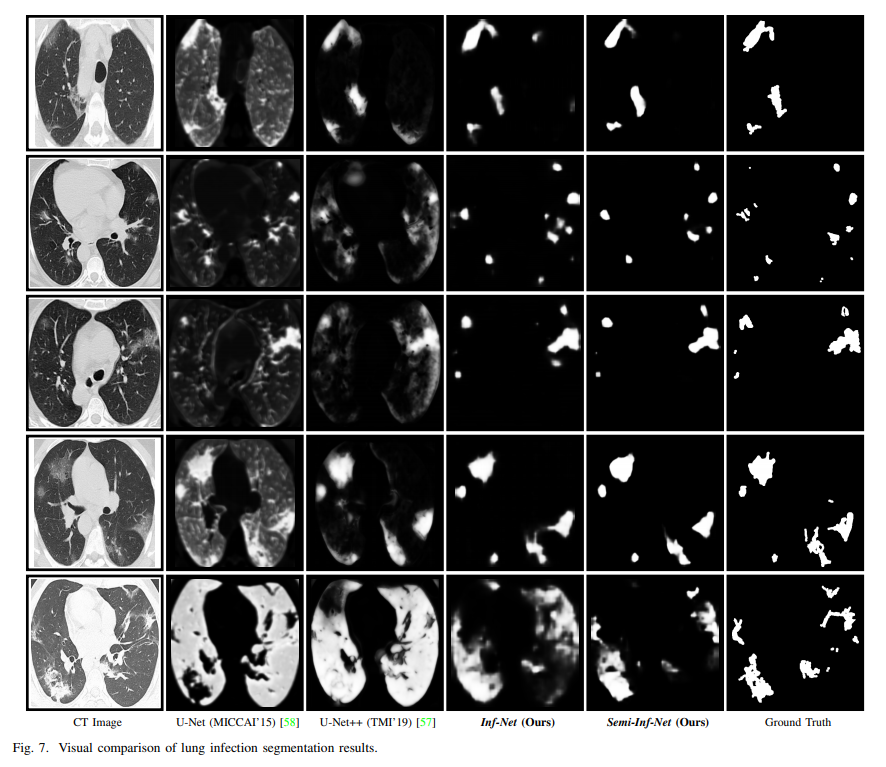 CT Image U-Net (MICCAI'15) [58] U-Net++ (TMI'19) [57] Inf-Net (Ours) Semi-Inf-Net (Ours) Ground Truth
Fig. 7. Visual comparison of lung infection segmentation results.